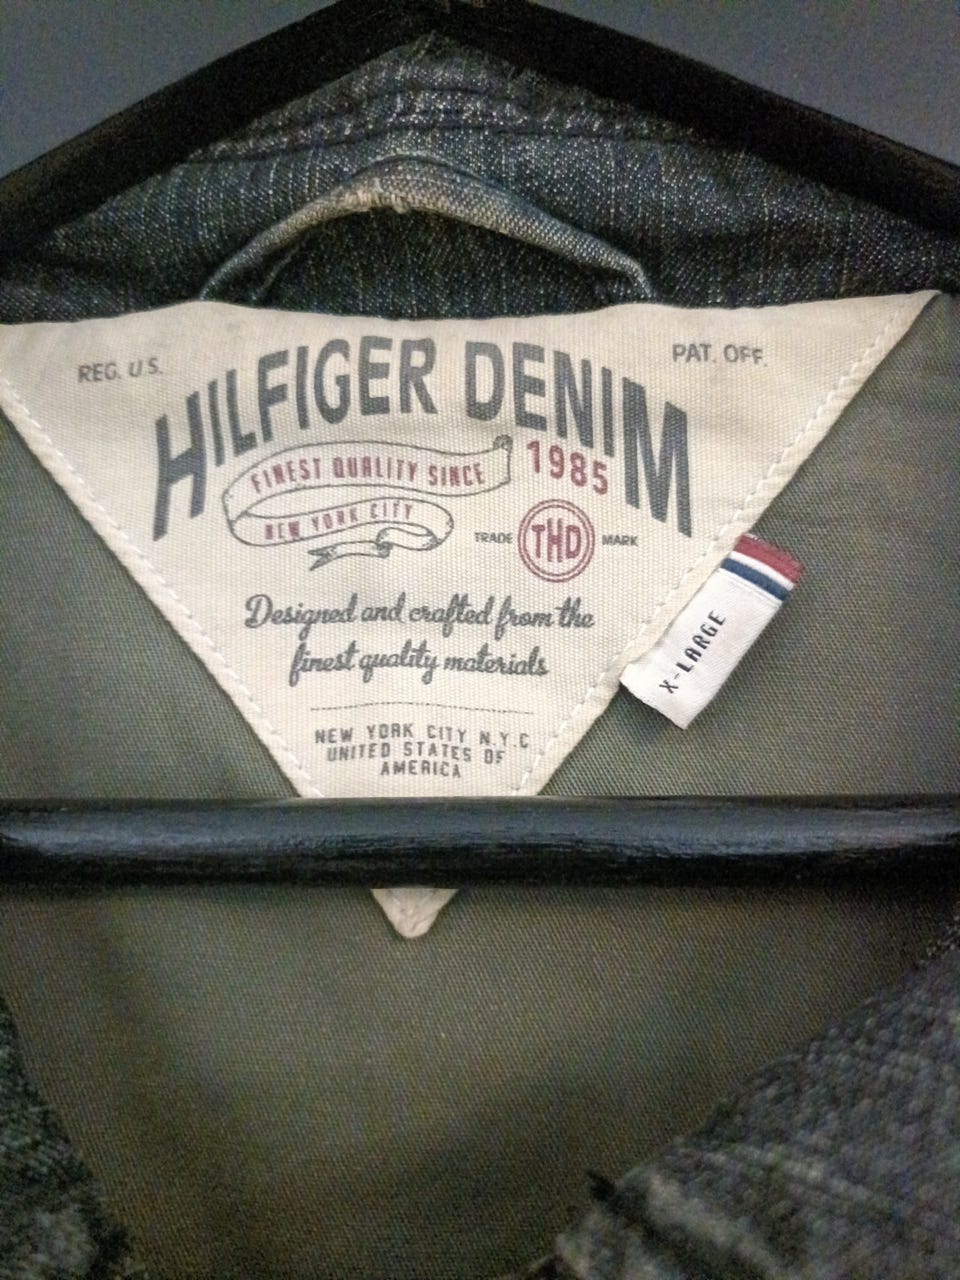 REG. U.S.
PAT. OFF.
HILFIGER DENIM
FINEST QUALITY SINCE 1985
NEW YORK CITY
TRADE THD MARK
Designed and crafted from the
finest quality materials
NEW YORK CITY N.Y.C
UNITED STATES OF
AMERICA
X-LARGE